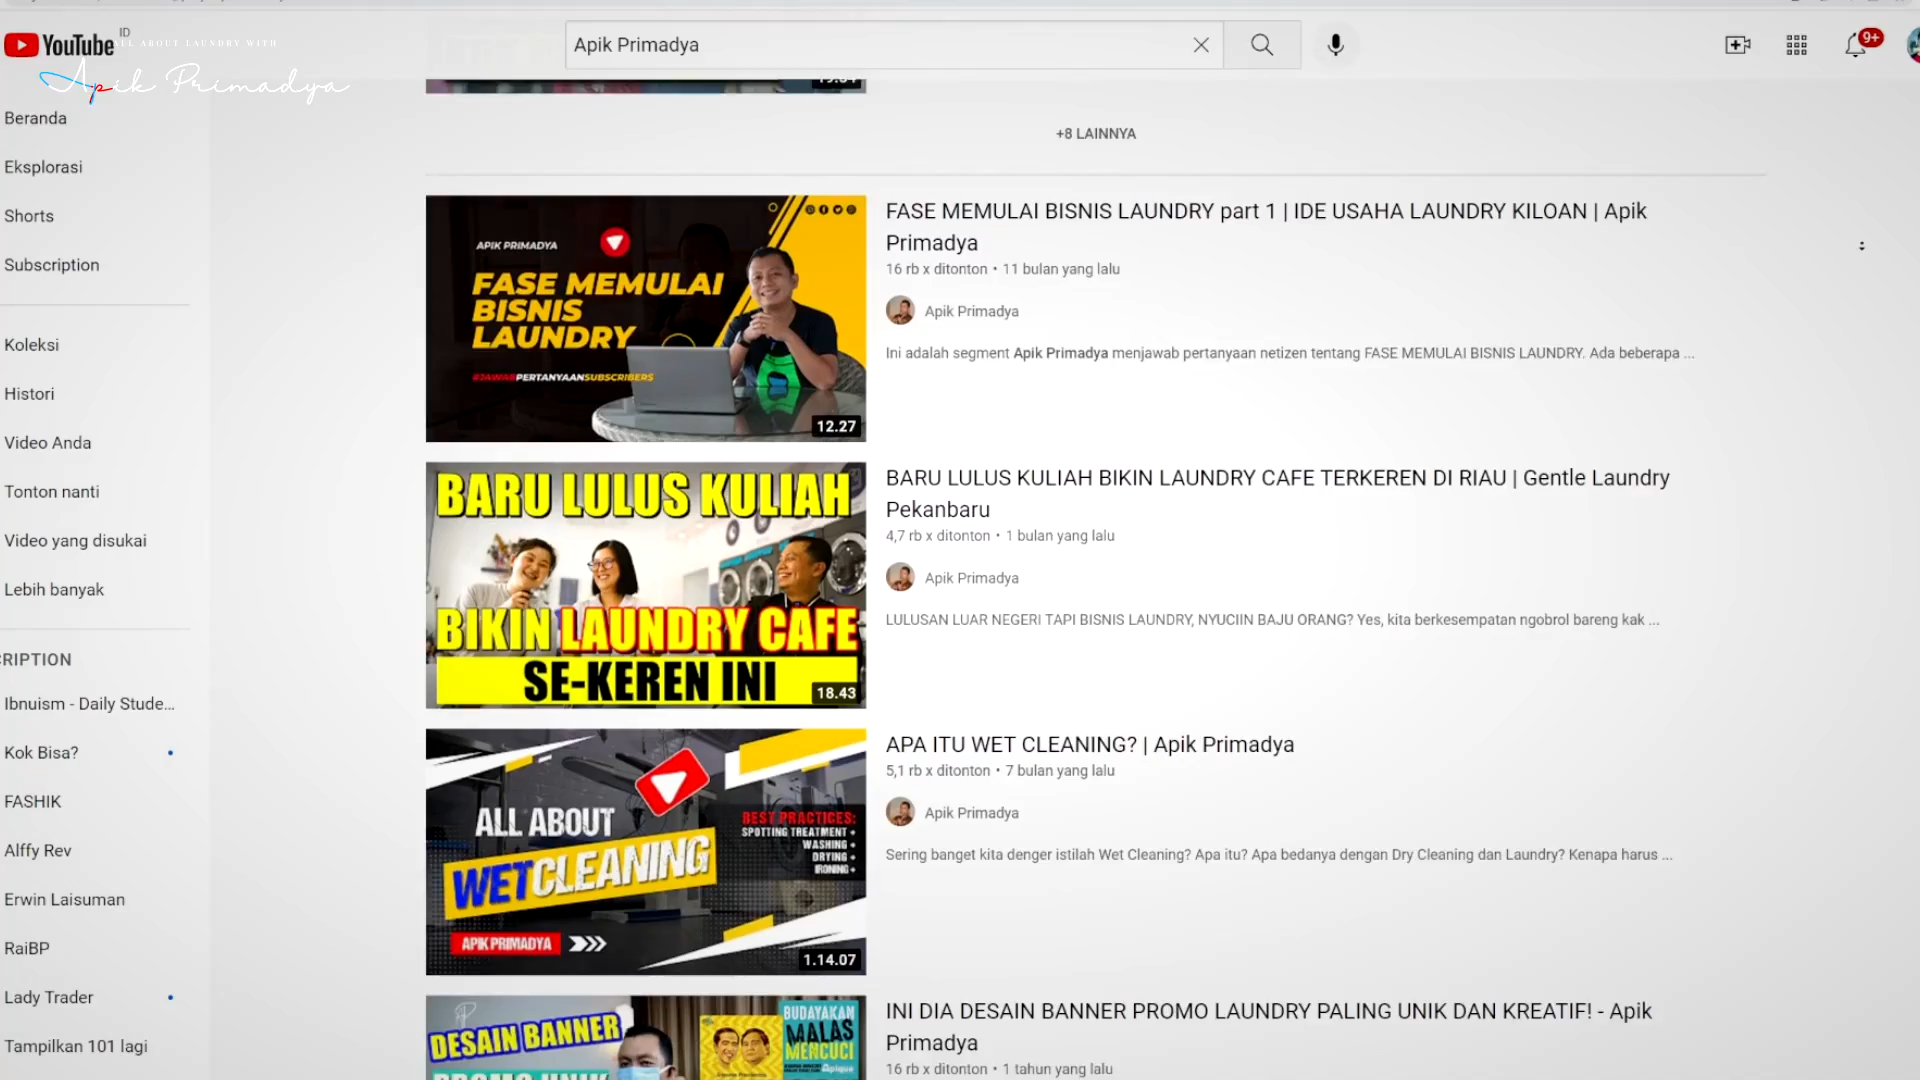 YouTube ID
ALL ABOUT LAUNDRY WITH
Apik Primadya
Apik Primadya
9+
Beranda
Eksplorasi
Shorts
Subscription
Koleksi
Histori
Video Anda
Tonton nanti
Video yang disukai
Lebih banyak
CRIPTION
Ibnuism - Daily Stude...
Kok Bisa?
FASHIK
Alffy Rev
Erwin Laisuman
RaiBP
Lady Trader
Tampilkan 101 lagi
+8 LAINNYA
APIK PRIMADYA
FASE MEMULAI
BISNIS
LAUNDRY
#JAWABPERTANYAANSUBSCRIBERS
12.27
FASE MEMULAI BISNIS LAUNDRY part 1 | IDE USAHA LAUNDRY KILOAN | Apik
Primadya
16 rb x ditonton • 11 bulan yang lalu
Apik Primadya
Ini adalah segment Apik Primadya menjawab pertanyaan netizen tentang FASE MEMULAI BISNIS LAUNDRY. Ada beberapa ...
BARU LULUS KULIAH
BIKIN LAUNDRY CAFE
SE-KEREN INI
18.43
BARU LULUS KULIAH BIKIN LAUNDRY CAFE TERKEREN DI RIAU | Gentle Laundry
Pekanbaru
4,7 rb x ditonton • 1 bulan yang lalu
Apik Primadya
LULUSAN LUAR NEGERI TAPI BISNIS LAUNDRY, NYUCIIN BAJU ORANG? Yes, kita berkesempatan ngobrol bareng kak ...
ALL ABOUT
WETCLEANING
BEST PRACTICES:
SPOTTING TREATMENT
WASHING
DRYING
IRONING
APIK PRIMADYA
1.14.07
APA ITU WET CLEANING? | Apik Primadya
5,1 rb x ditonton • 7 bulan yang lalu
Apik Primadya
Sering banget kita denger istilah Wet Cleaning? Apa itu? Apa bedanya dengan Dry Cleaning dan Laundry? Kenapa harus ...
DESAIN BANNER
PROMO UNIK
BUDAYAKAN
MALAS
MENCUCI
Apique
INI DIA DESAIN BANNER PROMO LAUNDRY PALING UNIK DAN KREATIF! - Apik
Primadya
16 rb x ditonton • 1 tahun yang lalu